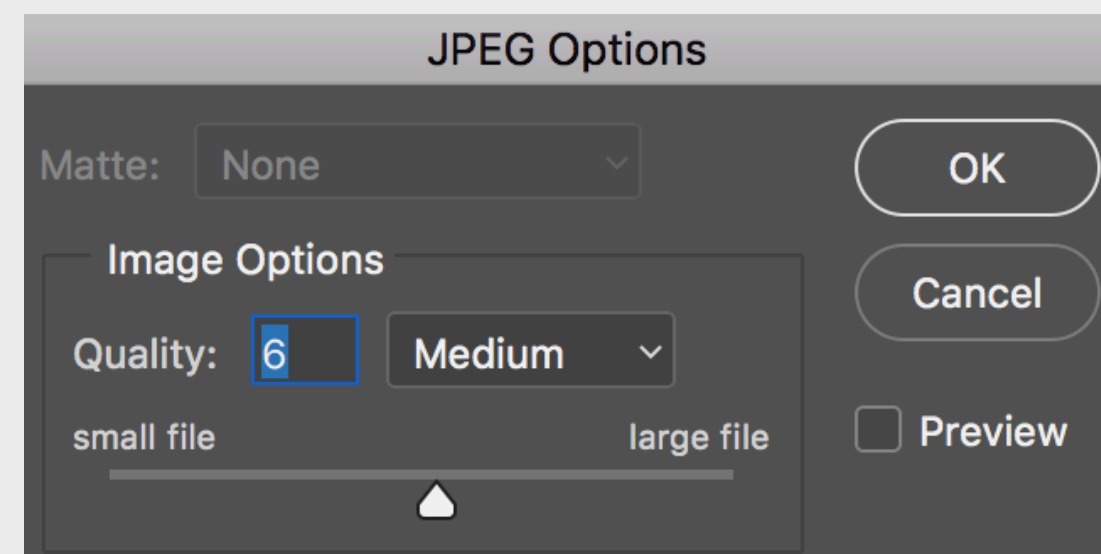 JPEG Options
Matte: None
OK
Image Options
Cancel
Quality: 6 Medium
small file large file
Preview